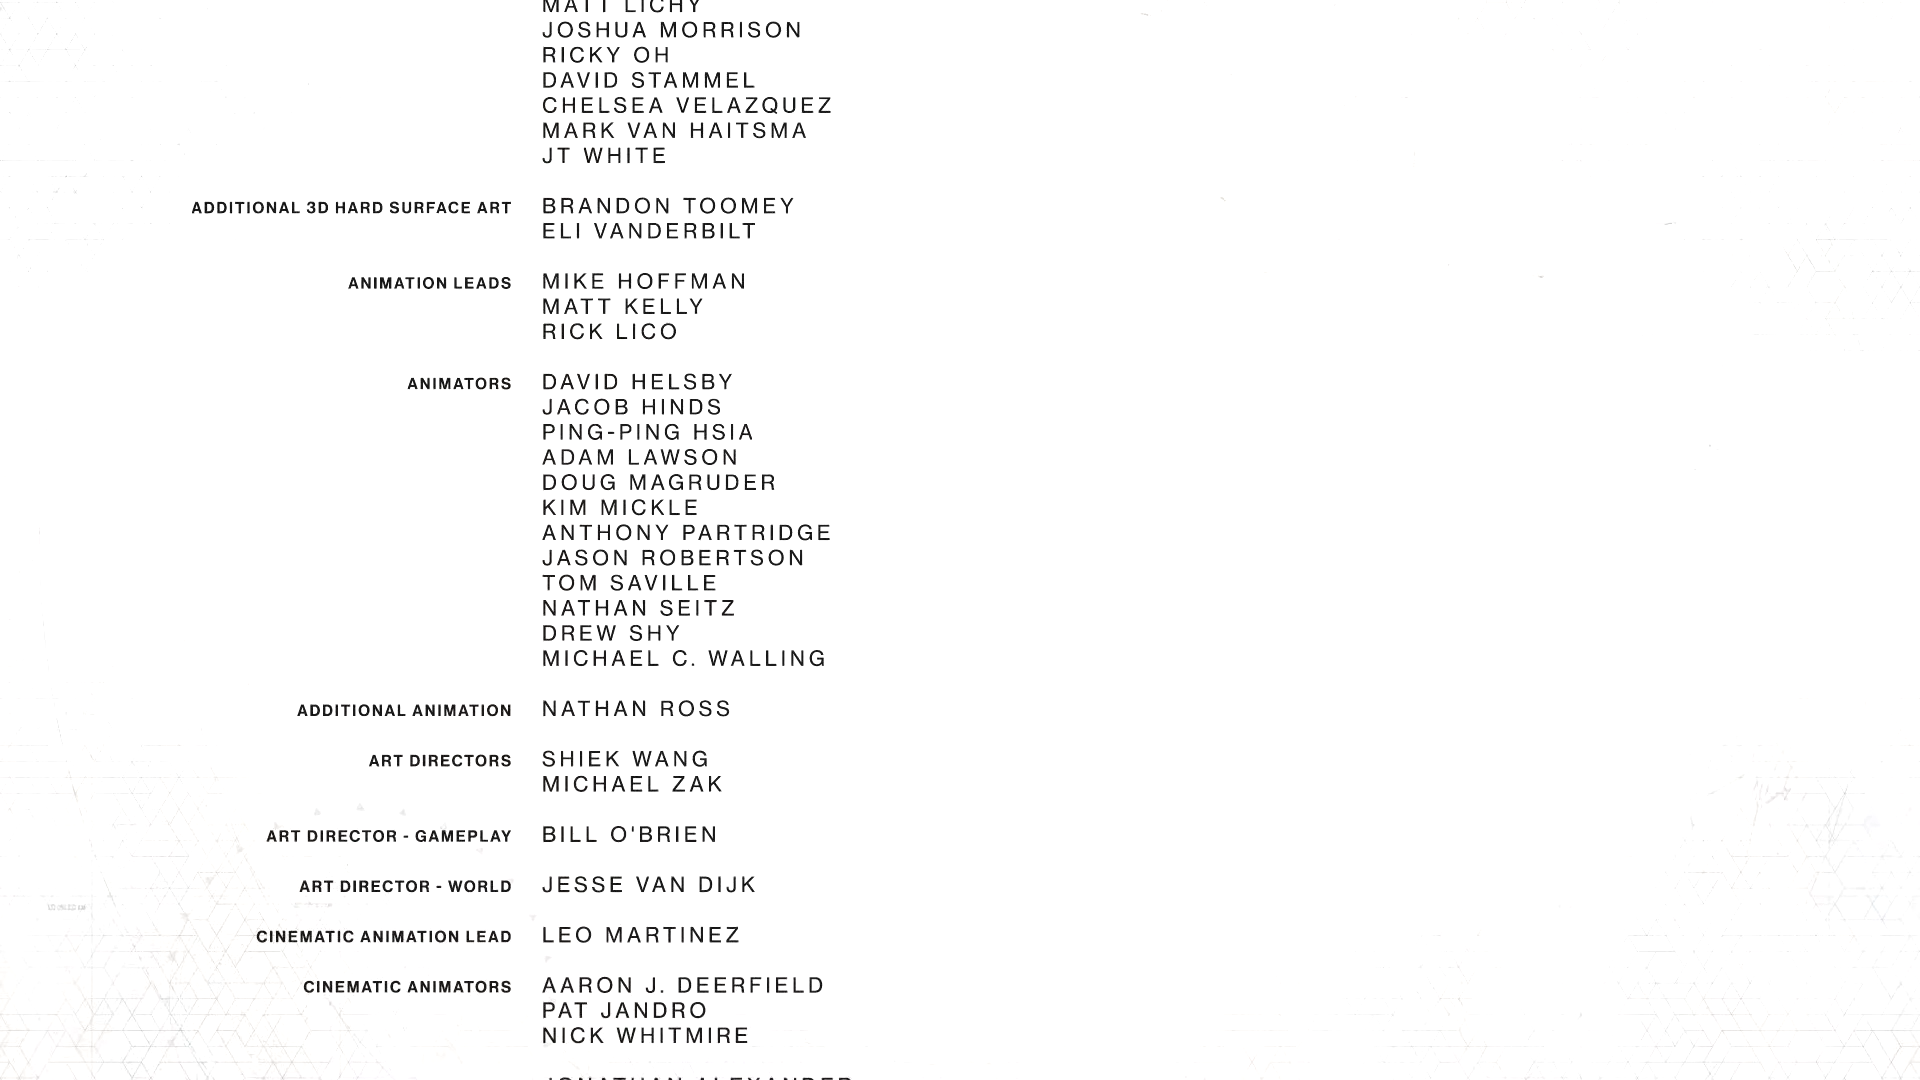 MATT LICHY
JOSHUA MORRISON
RICKY OH
DAVID STAMMEL
CHELSEA VELAZQUEZ
MARK VAN HAITSMA
JT WHITE
ADDITIONAL 3D HARD SURFACE ART BRANDON TOOMEY
ELI VANDERBILT
ANIMATION LEADS MIKE HOFFMAN
MATT KELLY
RICK LICO
ANIMATORS DAVID HELSBY
JACOB HINDS
PING-PING HSIA
ADAM LAWSON
DOUG MAGRUDER
KIM MICKLE
ANTHONY PARTRIDGE
JASON ROBERTSON
TOM SAVILLE
NATHAN SEITZ
DREW SHY
MICHAEL C. WALLING
ADDITIONAL ANIMATION NATHAN ROSS
ART DIRECTORS SHIEK WANG
MICHAEL ZAK
ART DIRECTOR - GAMEPLAY BILL O'BRIEN
ART DIRECTOR - WORLD JESSE VAN DIJK
CINEMATIC ANIMATION LEAD LEO MARTINEZ
CINEMATIC ANIMATORS AARON J. DEERFIELD
PAT JANDRO
NICK WHITMIRE
JONATHAN ALEXANDER